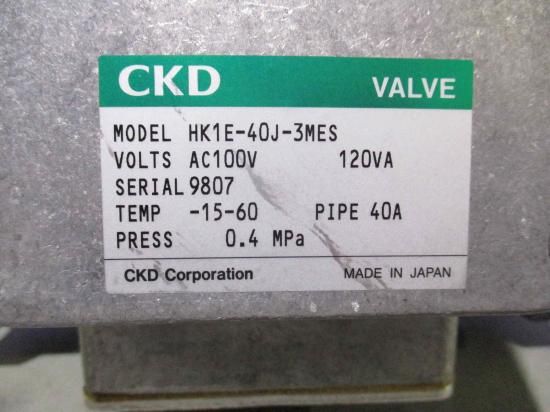 CKD VALVE
MODEL HK1E-40J-3MES
VOLTS AC100V 120VA
SERIAL 9807
TEMP -15-60 PIPE 40A
PRESS 0.4 MPa
CKD Corporation MADE IN JAPAN